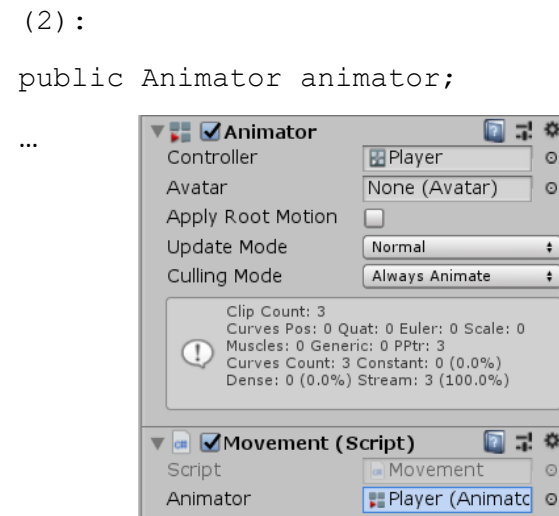 (2):
public Animator animator;
…
Animator
Controller Player
Avatar None (Avatar)
Apply Root Motion
Update Mode Normal
Culling Mode Always Animate
Clip Count: 3
Curves Pos: 0 Quat: 0 Euler: 0 Scale: 0
Muscles: 0 Generic: 0 PPtr: 3
Curves Count: 3 Constant: 0 (0.0%)
Dense: 0 (0.0%) Stream: 3 (100.0%)
c# Movement (Script)
Script Movement
Animator Player (Animatc